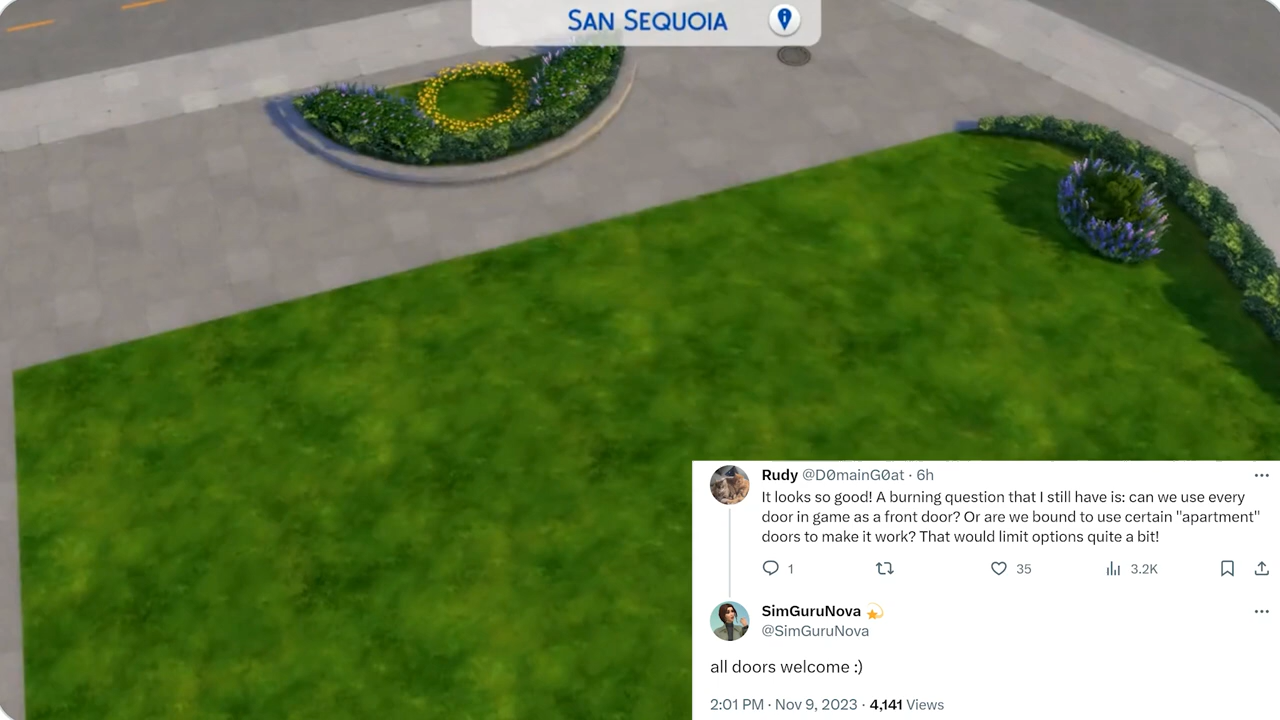 SAN SEQUOIA
Rudy @D0mainG0at · 6h
It looks so good! A burning question that I still have is: can we use every
door in game as a front door? Or are we bound to use certain "apartment"
doors to make it work? That would limit options quite a bit!
1 35 3.2K
SimGuruNova
@SimGuruNova
all doors welcome :)
2:01 PM · Nov 9, 2023 · 4,141 Views